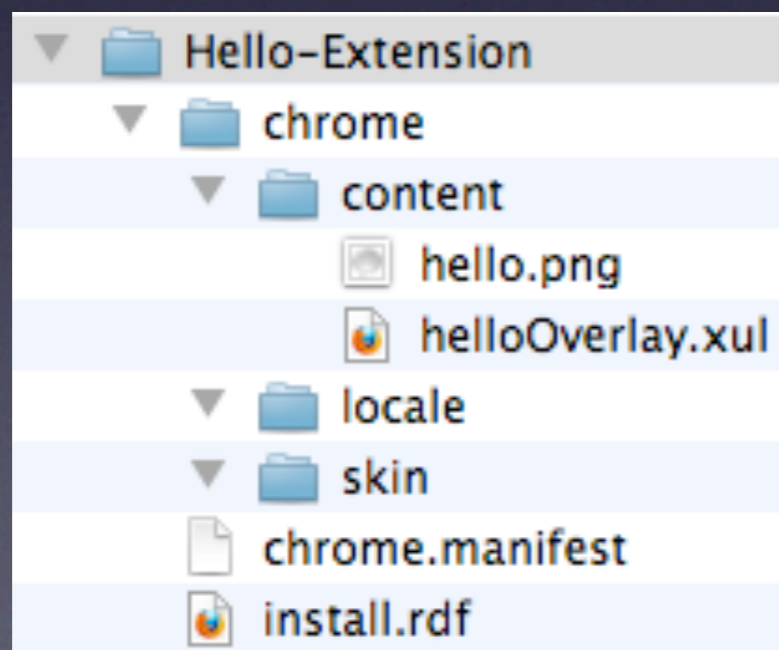 Hello-Extension
chrome
content
hello.png
helloOverlay.xul
locale
skin
chrome.manifest
install.rdf